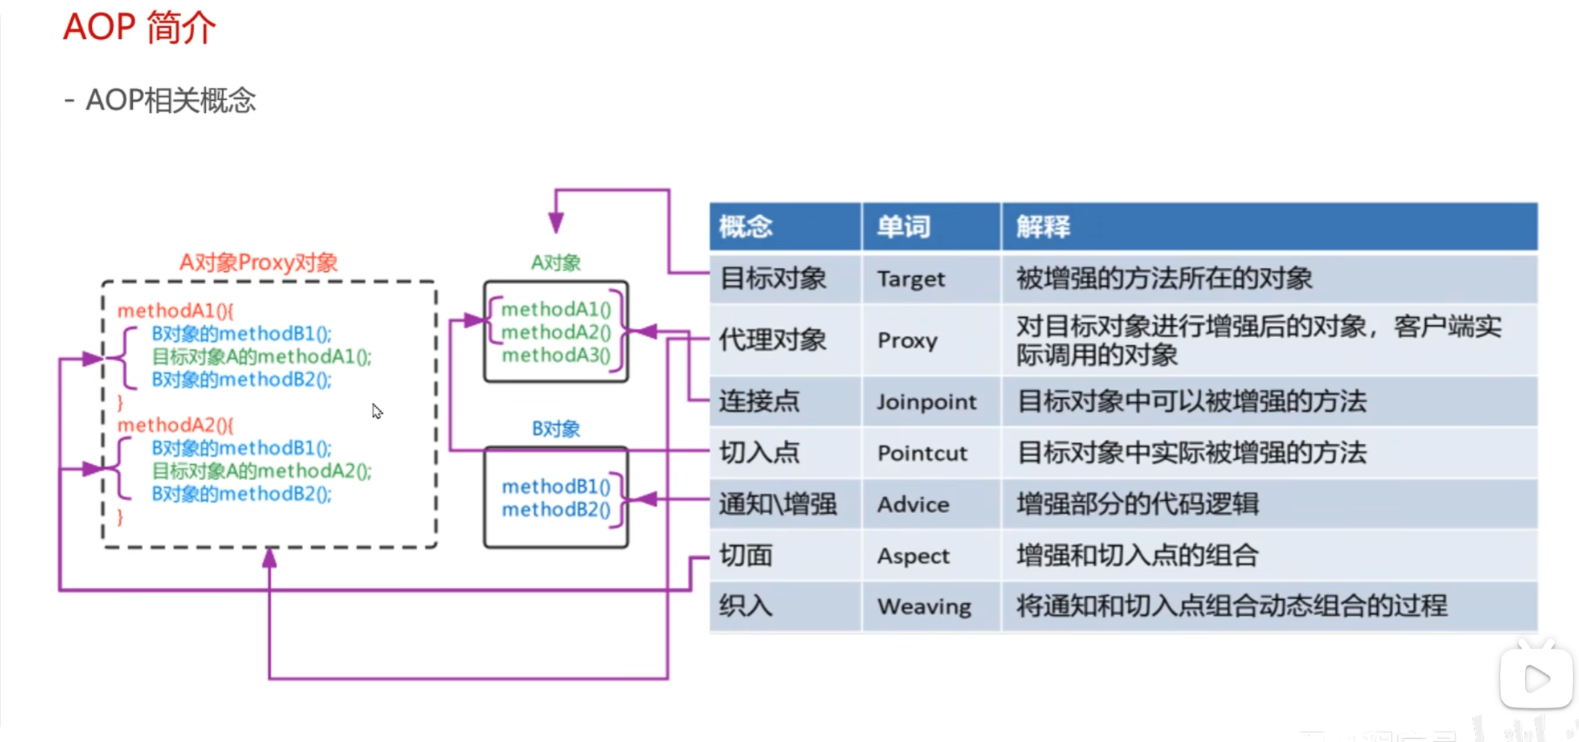 AOP 简介
- AOP相关概念
A对象Proxy对象
methodA1(){
B对象的methodB1();
目标对象A的methodA1();
B对象的methodB2();
}
methodA2(){
B对象的methodB1();
目标对象A的methodA2();
B对象的methodB2();
}
A对象
methodA1()
methodA2()
methodA3()
B对象
methodB1()
methodB2()
概念 单词 解释
目标对象 Target 被增强的方法所在的对象
代理对象 Proxy 对目标对象进行增强后的对象，客户端实
际调用的对象
连接点 Joinpoint 目标对象中可以被增强的方法
切入点 Pointcut 目标对象中实际被增强的方法
通知\增强 Advice 增强部分的代码逻辑
切面 Aspect 增强和切入点的组合
织入 Weaving 将通知和切入点组合动态组合的过程